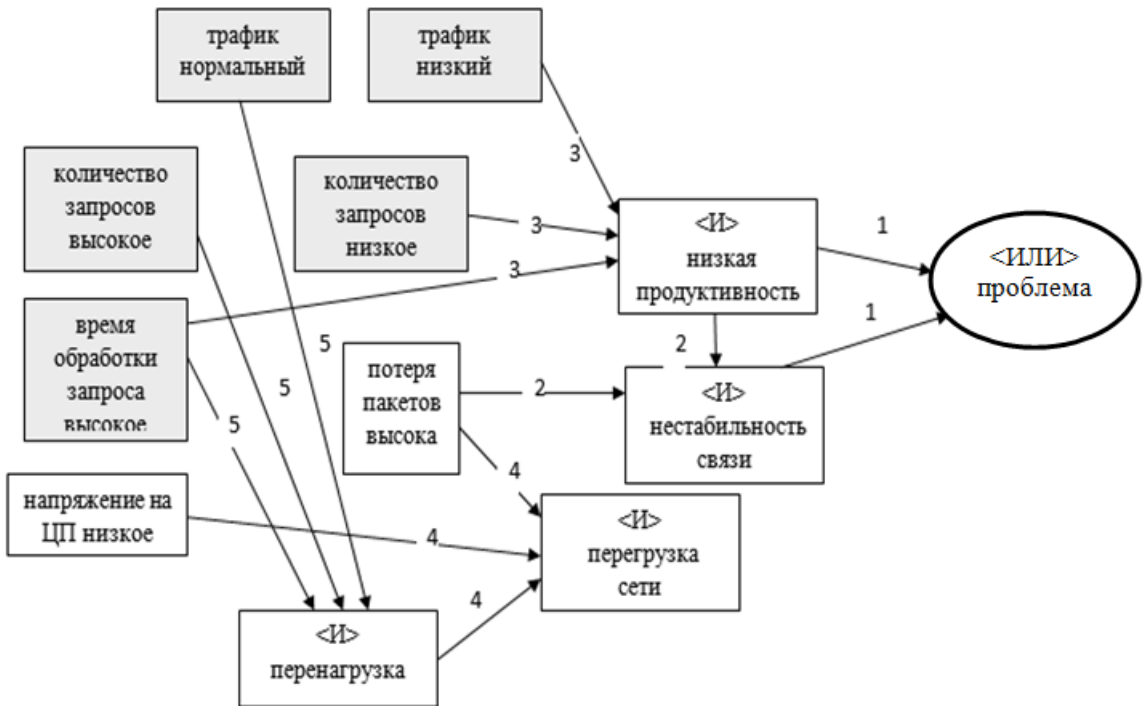 трафик
нормальный
трафик
низкий
3
количество
запросов
высокое
количество
запросов
низкое
3
<И>
низкая
продуктивность
1
<ИЛИ>
проблема
3
время
обработки
запроса
высокое
5
5
5
потеря
пакетов
высока
2
2
1
<И>
нестабильность
связи
4
напряжение на
ЦП низкое
4
<И>
перегрузка
сети
4
<И>
перенагрузка